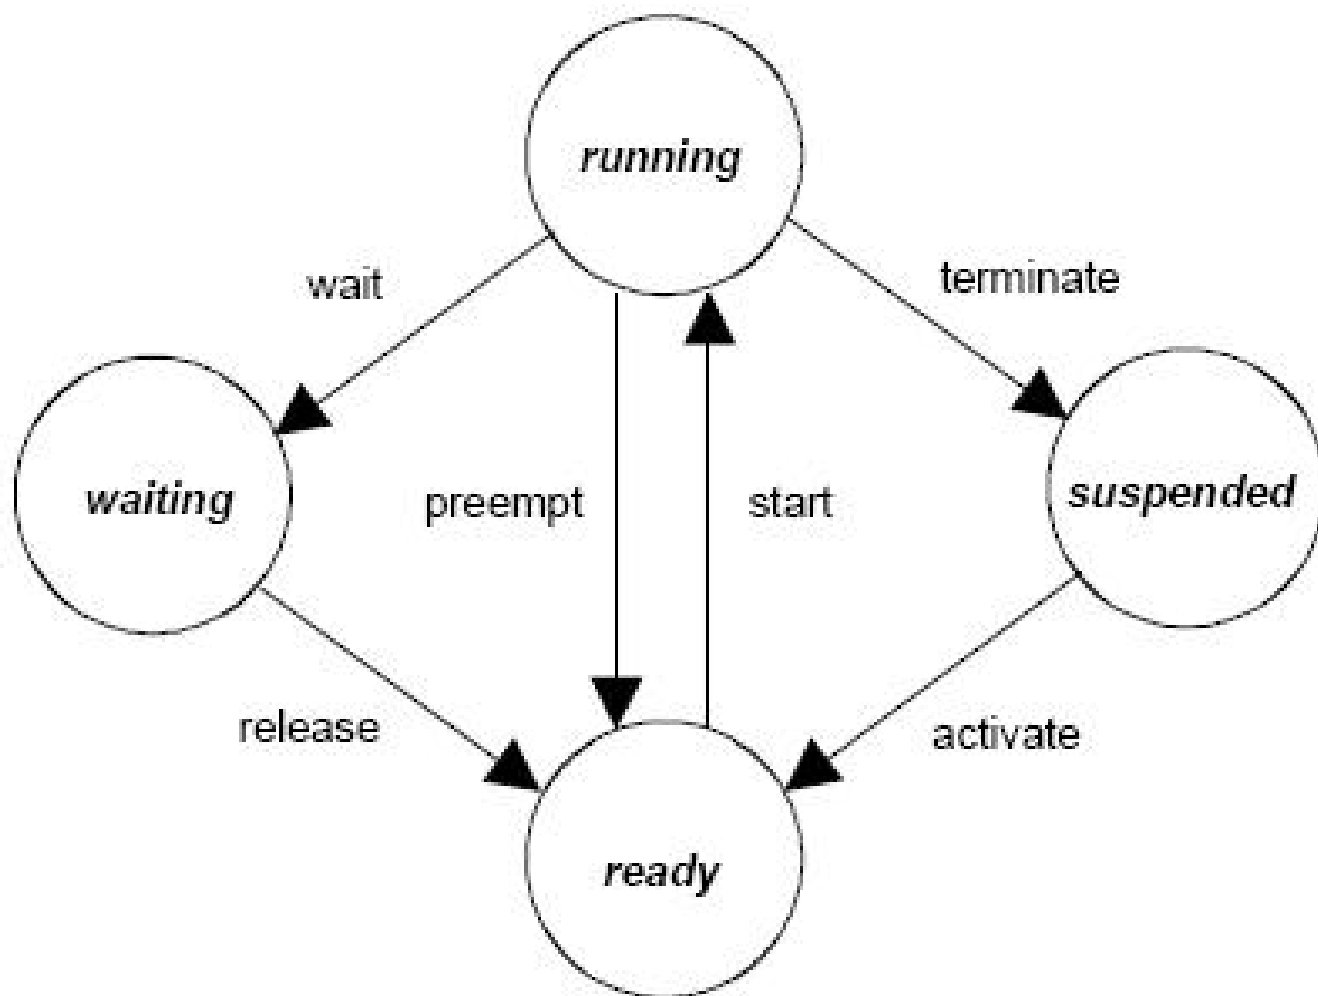 running
wait
terminate
waiting
preempt
start
suspended
release
activate
ready